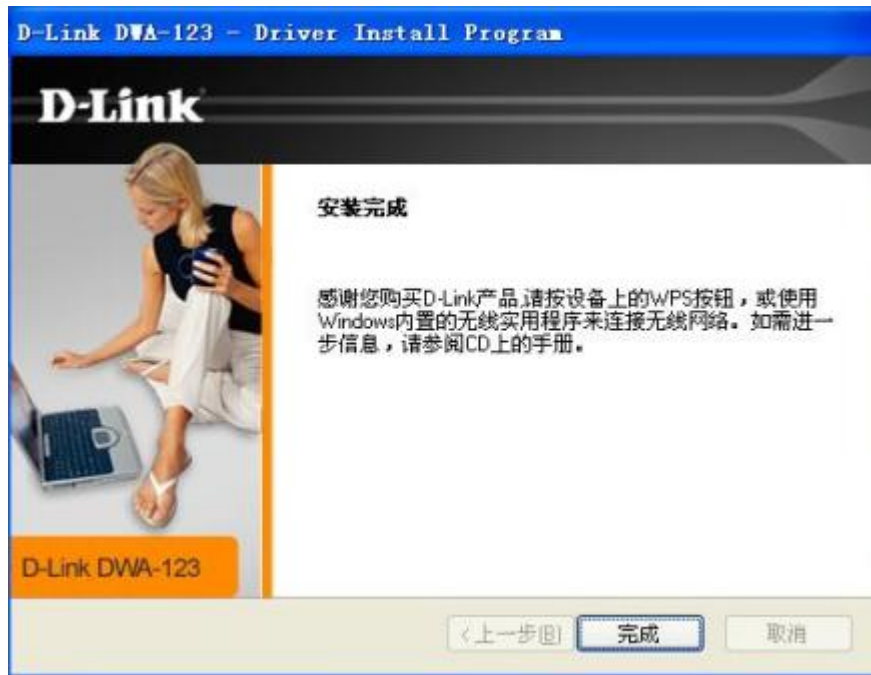 D-Link DWA-123 - Driver Install Program
D-Link
安装完成
感谢您购买D-Link产品,请按设备上的WPS按钮，或使用
Windows内置的无线实用程序来连接无线网络。如需进一
步信息，请参阅CD上的手册。
D-Link DWA-123
<上一步(B)
完成
取消